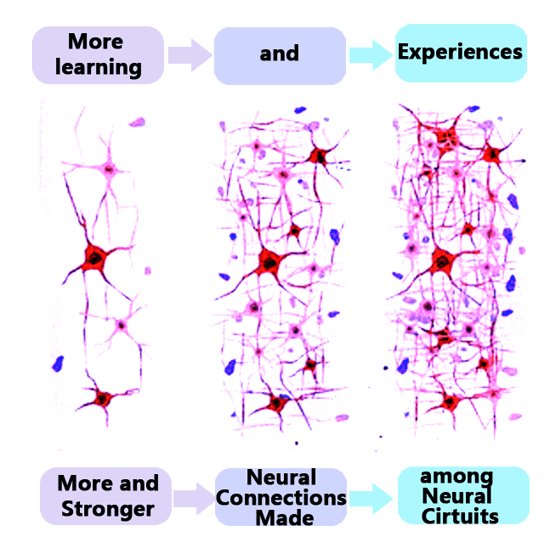 More
learning
and
Experiences
More and
Stronger
Neural
Connections
Made
among
Neural
Cirtuits